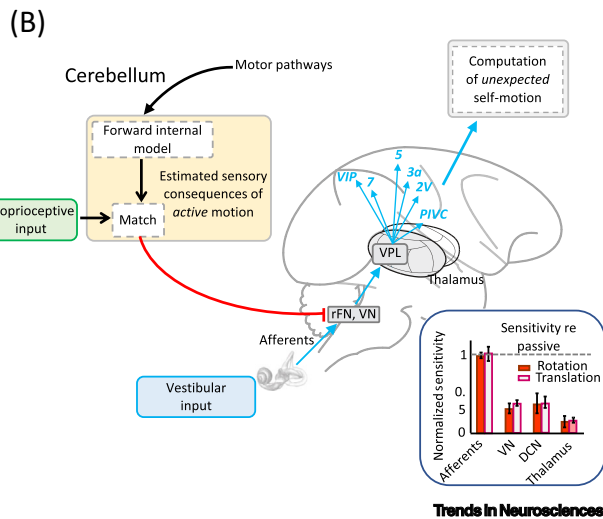 (B)
Cerebellum
Motor pathways
Forward internal
model
Estimated sensory
consequences of
active motion
Match
oprioceptive
input
Computation
of unexpected
self-motion
VIP
7
5
3a
2V
PIVC
VPL
Thalamus
rFN, VN
Afferents
Vestibular
input
Sensitivity re
passive
Rotation
Translation
Normalized sensitivity
1
0.
5
0
Afferents
VN
DCN
Thalamus
Trends in Neurosciences